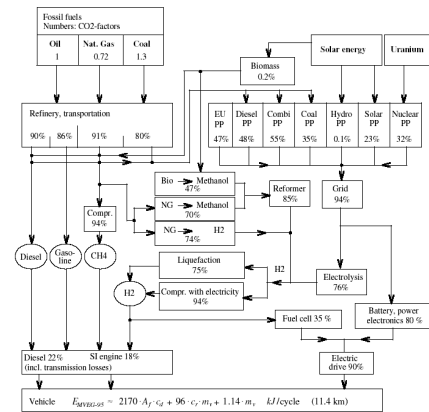 Fossil fuels
Numbers: CO2-factors
Oil Nat. Gas Coal
1 0.72 1.3
Solar energy
Uranium
Biomass
0.2%
Refinery, transportation
90% 86% 91% 80%
EU PP 47%
Diesel PP 48%
Combi PP 55%
Coal PP 35%
Hydro PP 0.1%
Solar PP 23%
Nuclear PP 32%
Bio Methanol
47%
NG Methanol
70%
NG H2
74%
Reformer
85%
Grid
94%
Compr.
94%
Diesel
Gaso-
line
CH4
Liquefaction
75%
H2
H2
Compr. with electricity
94%
Electrolysis
76%
Fuel cell 35 %
Battery, power
electronics 80 %
Diesel 22% SI engine 18%
(incl. transmission losses)
Electric
drive 90%
Vehicle E_MVEG-95 ≈ 2170 · A_f · c_d + 96 · c_r · m_v + 1.14 · m_v kJ/cycle (11.4 km)